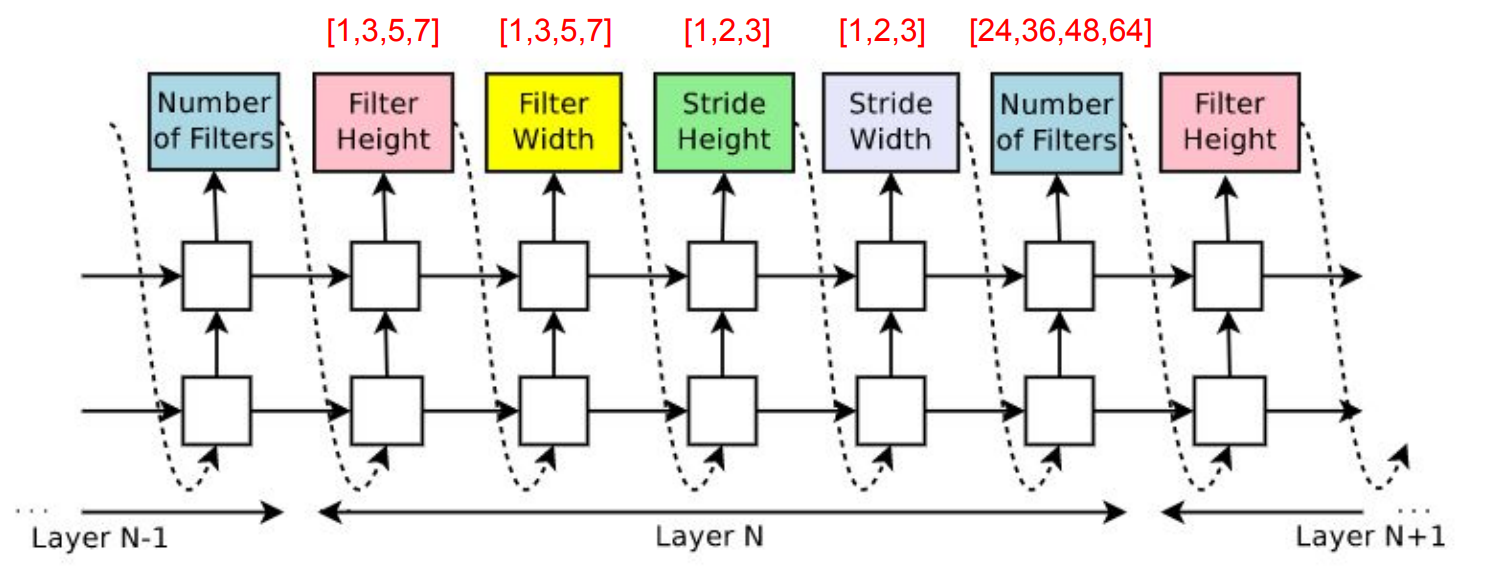 [1,3,5,7] [1,3,5,7] [1,2,3] [1,2,3] [24,36,48,64]
Number
of Filters
Filter
Height
Filter
Width
Stride
Height
Stride
Width
Number
of Filters
Filter
Height
... Layer N-1
Layer N
Layer N+1 ...